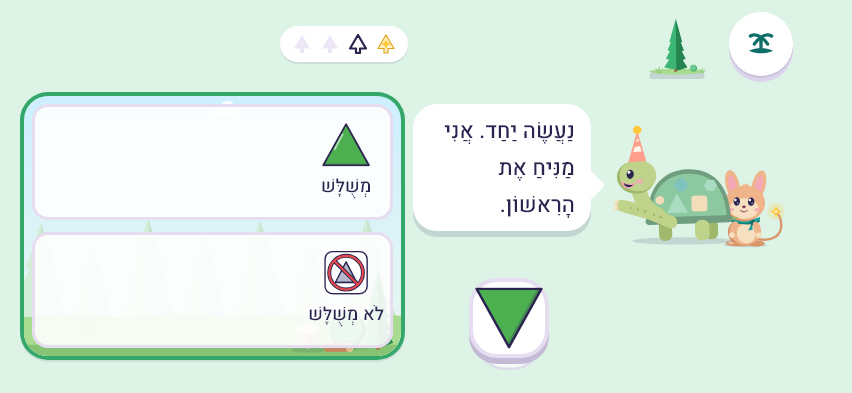 נַעֲשֶׂה יַחַד. אֲנִי
מַנִּיחַ אֶת
הָרִאשׁוֹן.
מְשֻׁלָּשׁ
לֹא מְשֻׁלָּשׁ